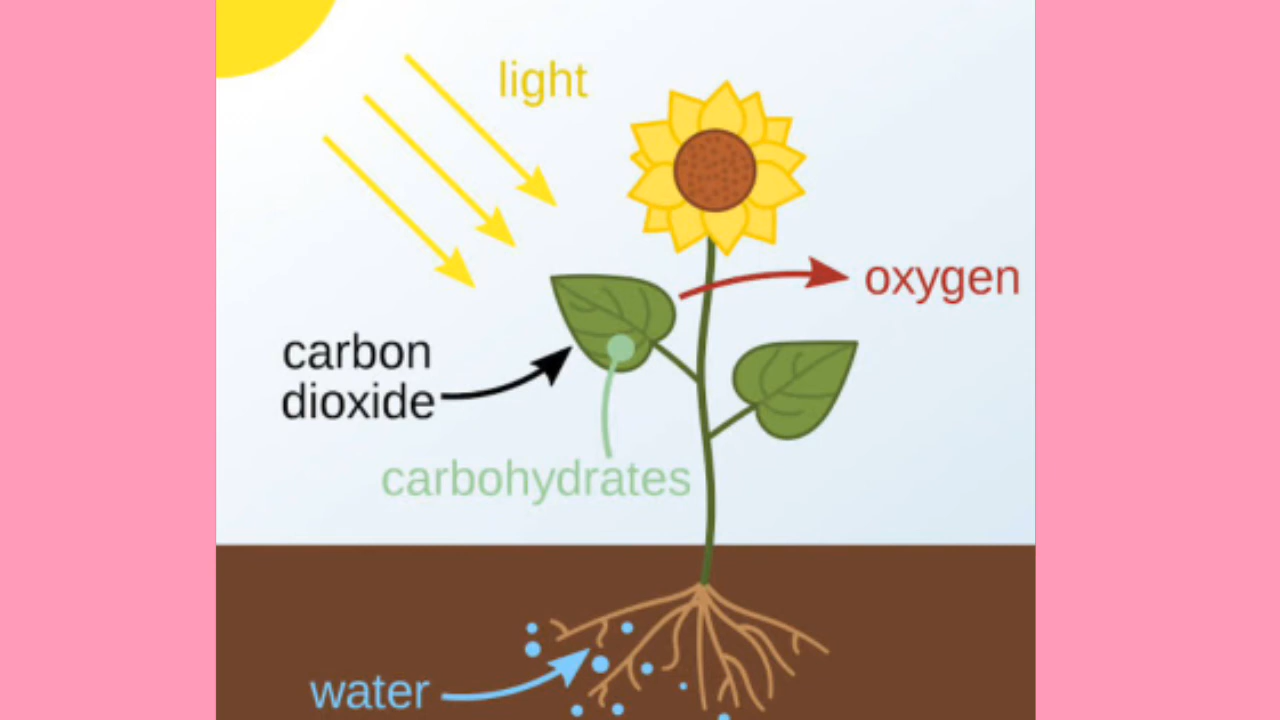 light
oxygen
carbon
dioxide
carbohydrates
water